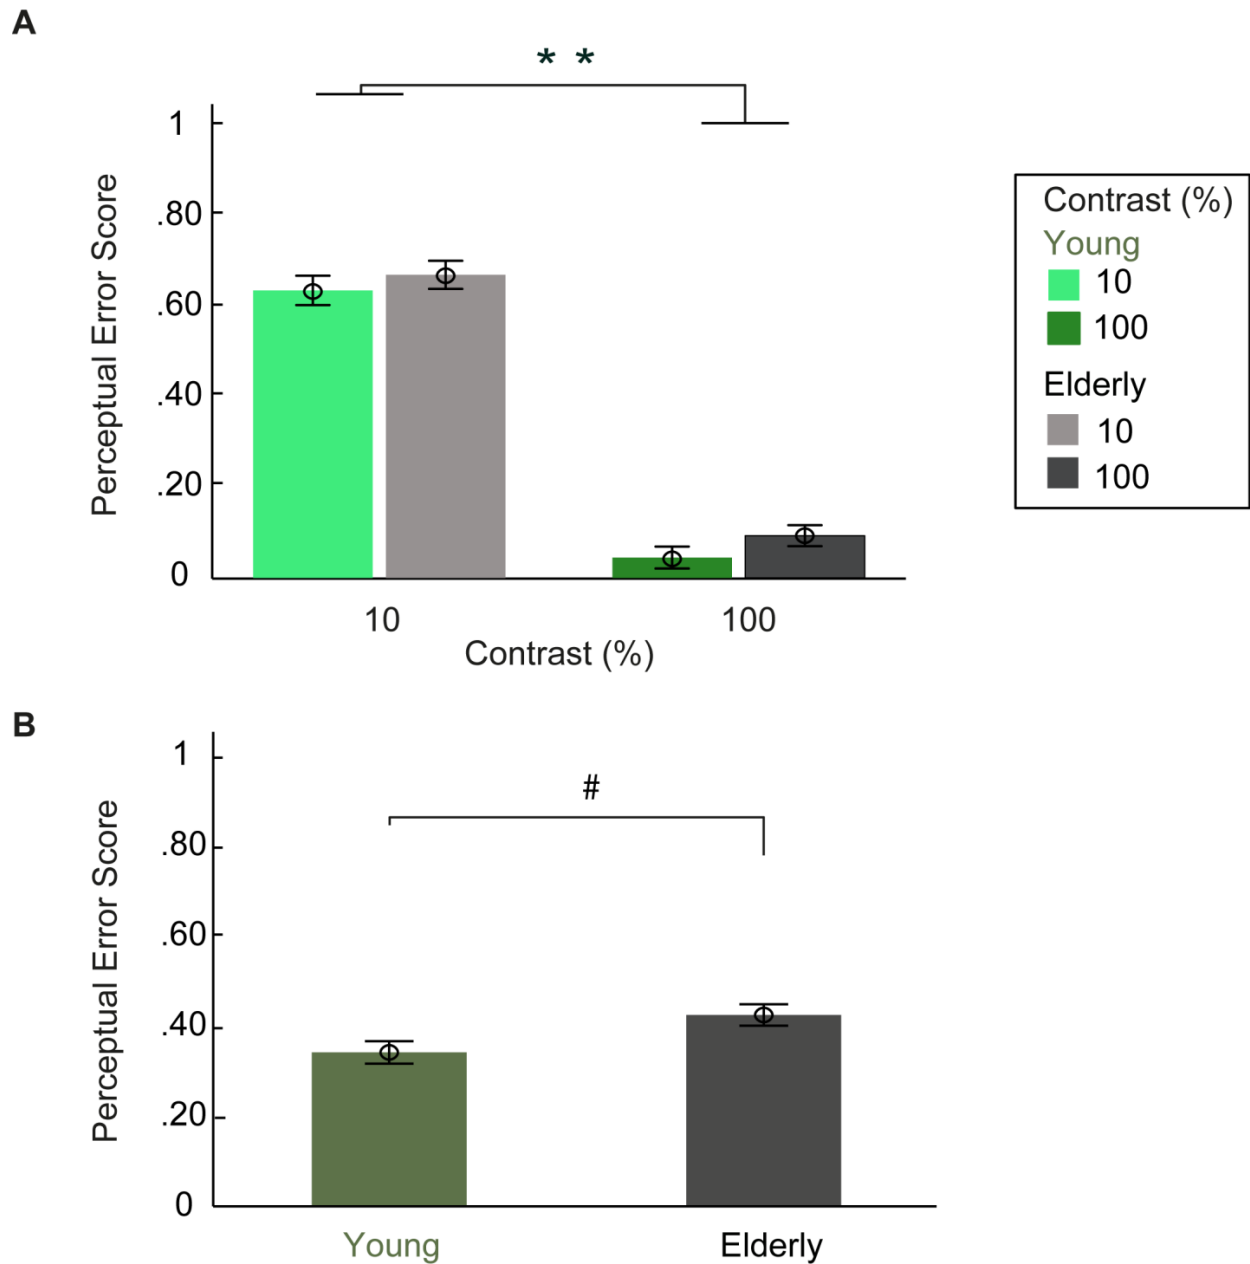 A
* *
1
.80
.60
.40
.20
0
Perceptual Error Score
10 100
Contrast (%)
Contrast (%)
Young
10
100
Elderly
10
100
B
#
1
.80
.60
.40
.20
0
Perceptual Error Score
Young Elderly